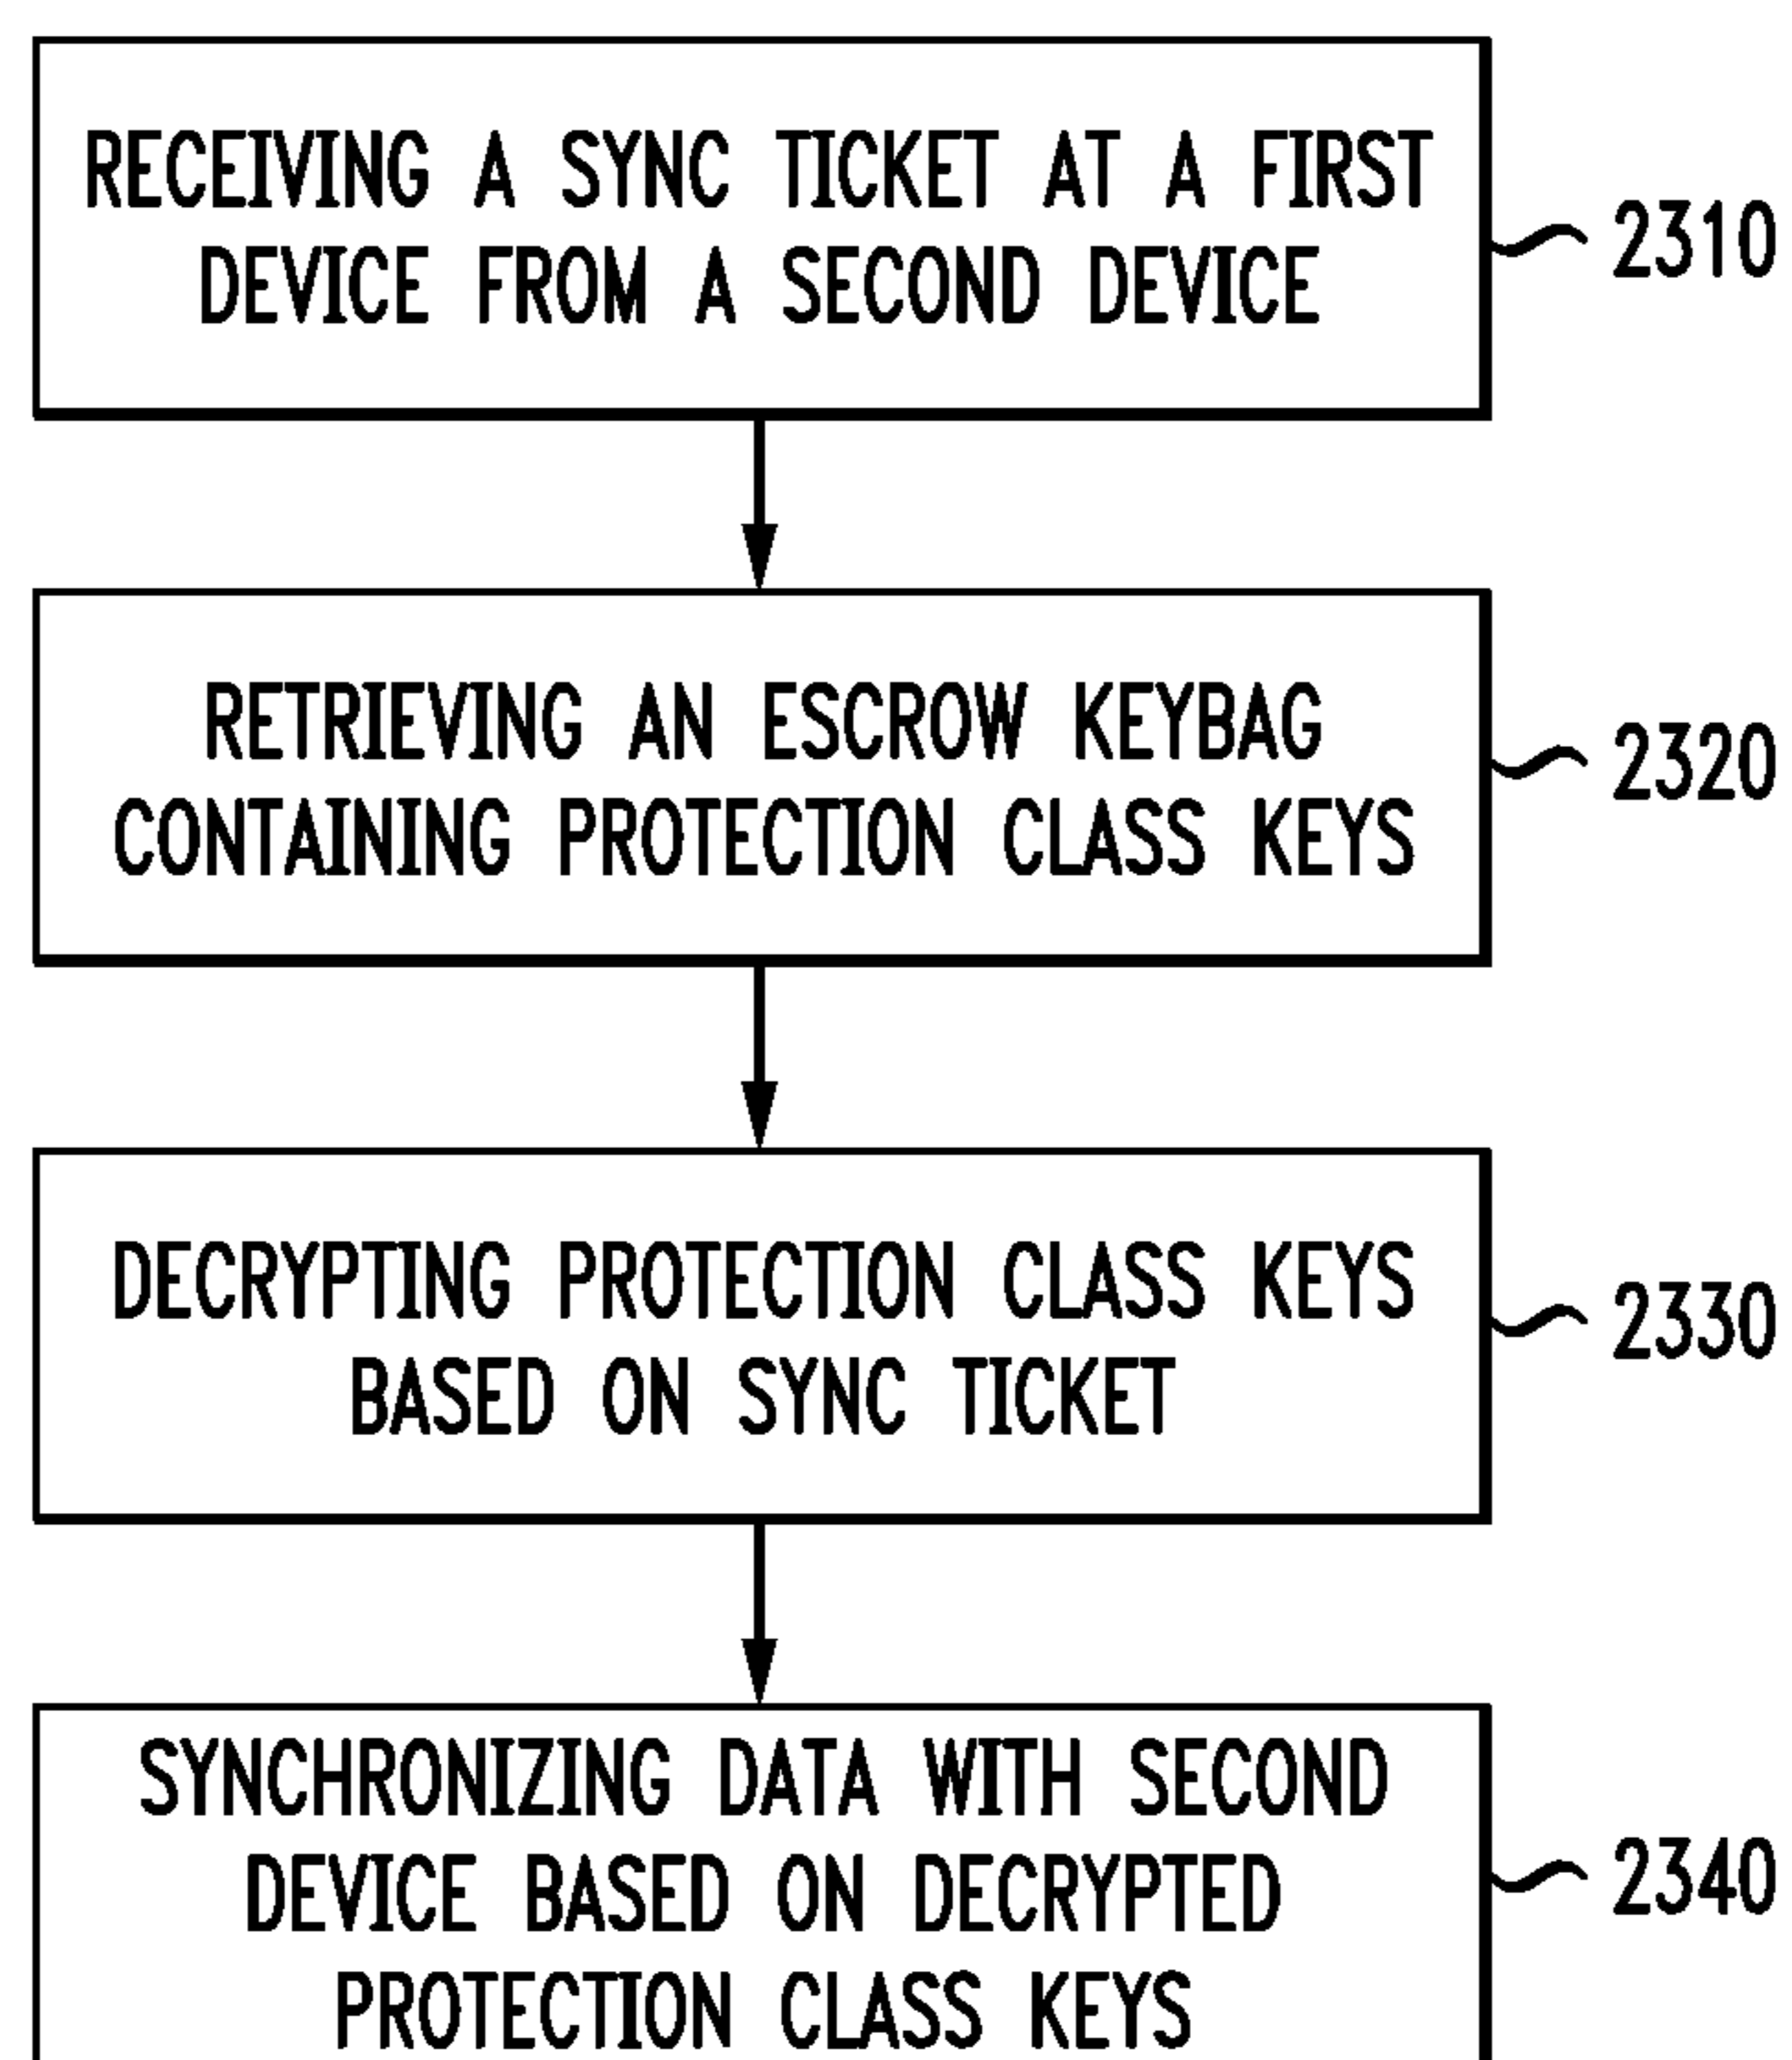 RECEIVING A SYNC TICKET AT A FIRST
DEVICE FROM A SECOND DEVICE
2310
RETRIEVING AN ESCROW KEYBAG
CONTAINING PROTECTION CLASS KEYS
2320
DECRYPTING PROTECTION CLASS KEYS
BASED ON SYNC TICKET
2330
SYNCHRONIZING DATA WITH SECOND
DEVICE BASED ON DECRYPTED
PROTECTION CLASS KEYS
2340